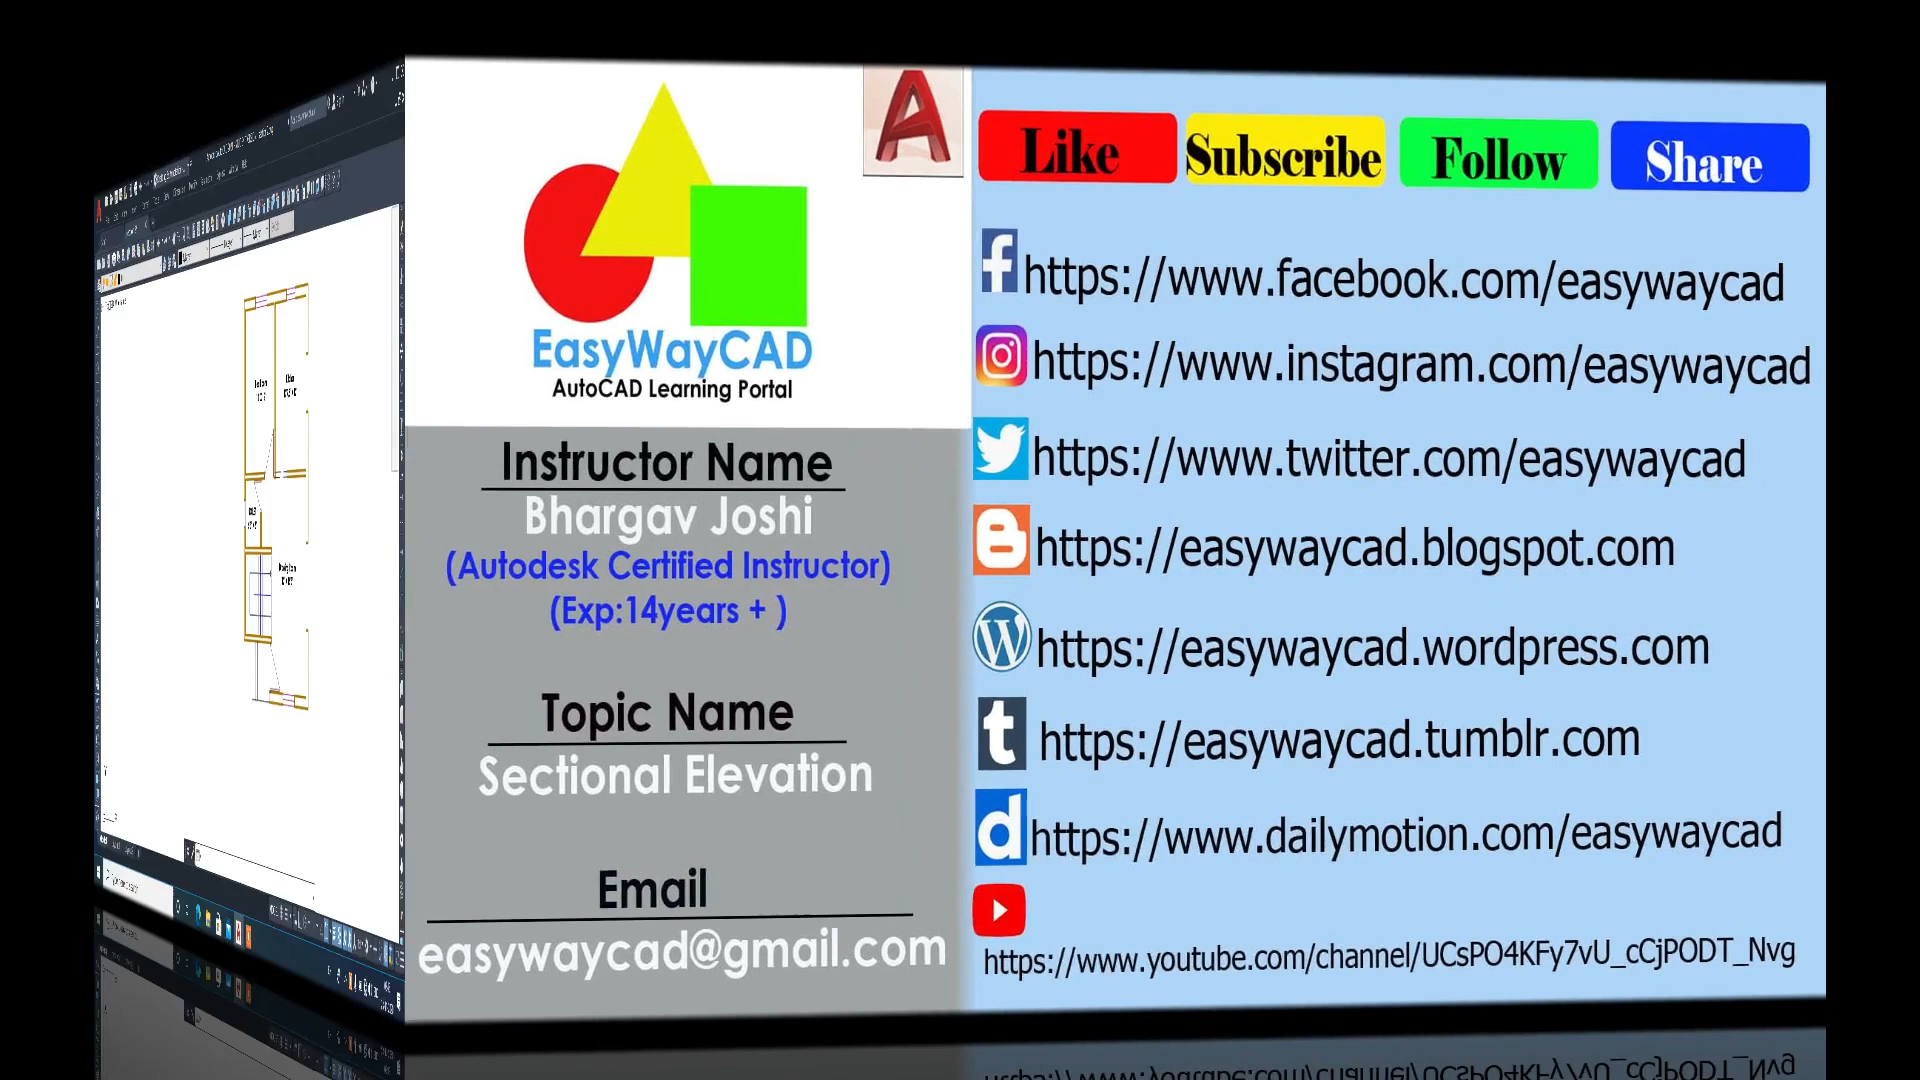 EasyWayCAD
AutoCAD Learning Portal
Instructor Name
Bhargav Joshi
(Autodesk Certified Instructor)
(Exp:14years + )
Topic Name
Sectional Elevation
Email
easywaycad@gmail.com
Like
Subscribe
Follow
Share
https://www.facebook.com/easywaycad
https://www.instagram.com/easywaycad
https://www.twitter.com/easywaycad
https://easywaycad.blogspot.com
https://easywaycad.wordpress.com
https://easywaycad.tumblr.com
https://www.dailymotion.com/easywaycad
https://www.youtube.com/channel/UCsPO4KFy7vU_cCjPODT_Nvg